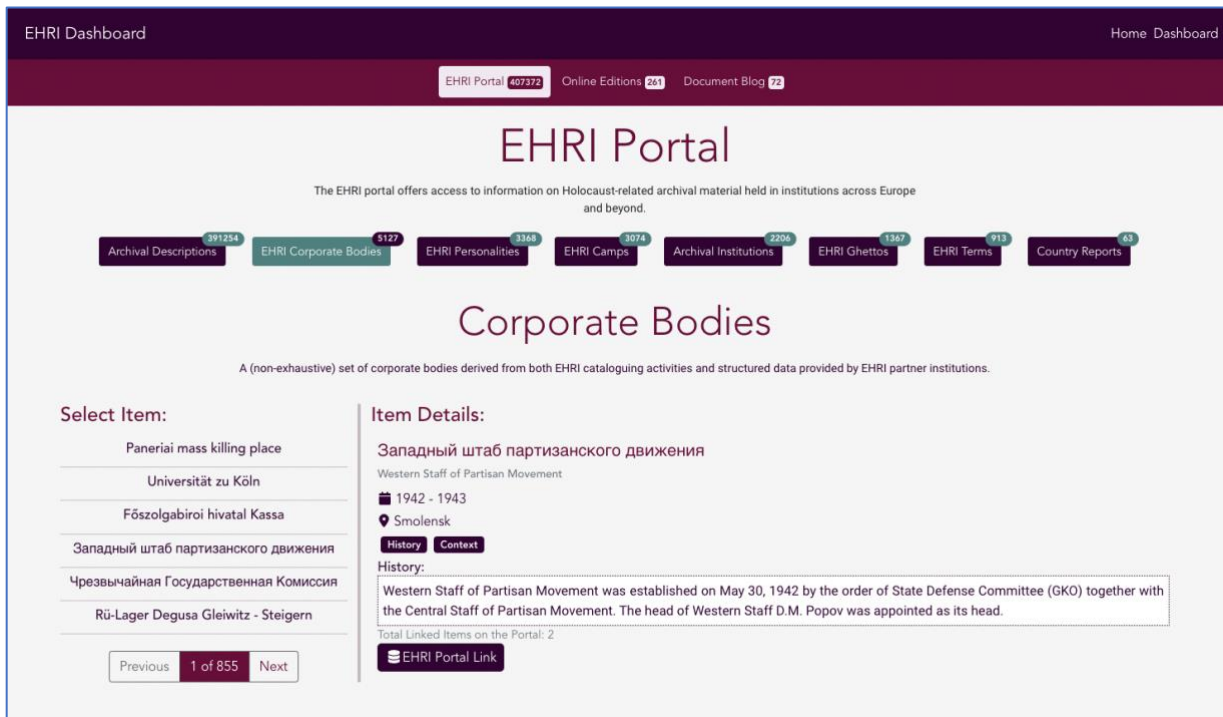 EHRI Dashboard
Home Dashboard
EHRI Portal 407372 Online Editions 261 Document Blog 72
EHRI Portal
The EHRI portal offers access to information on Holocaust-related archival material held in institutions across Europe
and beyond.
Archival Descriptions 391254
EHRI Corporate Bodies 5127
EHRI Personalities 3368
EHRI Camps 3074
Archival Institutions 2206
EHRI Ghettos 1367
EHRI Terms 913
Country Reports 63
Corporate Bodies
A (non-exhaustive) set of corporate bodies derived from both EHRI cataloguing activities and structured data provided by EHRI partner institutions.
Select Item:
Paneriai mass killing place
Universität zu Köln
Főszolgabiroi hivatal Kassa
Западный штаб партизанского движения
Чрезвычайная Государственная Комиссия
Rü-Lager Degusa Gleiwitz - Steigern
Previous 1 of 855 Next
Item Details:
Западный штаб партизанского движения
Western Staff of Partisan Movement
1942 - 1943
Smolensk
History Context
History:
Western Staff of Partisan Movement was established on May 30, 1942 by the order of State Defense Committee (GKO) together with
the Central Staff of Partisan Movement. The head of Western Staff D.M. Popov was appointed as its head.
Total Linked Items on the Portal: 2
EHRI Portal Link